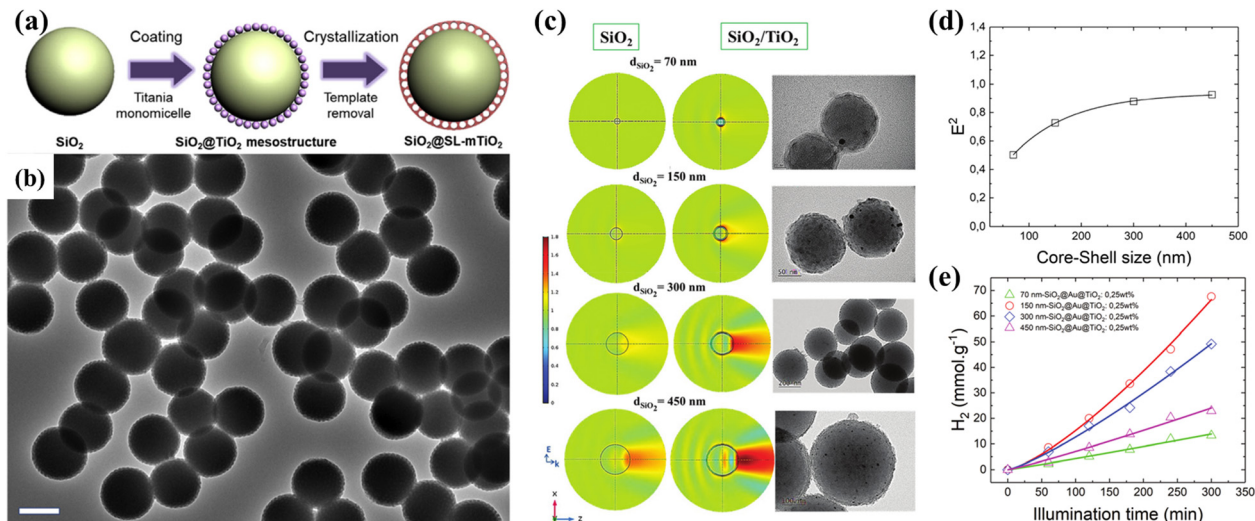 (a)
Coating
Titania
monomicelle
Crystallization
Template
removal
SiO₂
SiO₂@TiO₂ mesostructure
SiO₂@SL-mTiO₂
(b)
(c)
SiO₂
SiO₂/TiO₂
d_SiO₂ = 70 nm
d_SiO₂ = 150 nm
d_SiO₂ = 300 nm
d_SiO₂ = 450 nm
1.8
1.6
1.4
1.2
1
0.8
0.6
0.4
0.2
0
E
k
x
y
z
200 nm
(d)
E²
1,4
1,2
1,0
0,8
0,6
0,4
0,2
0,0
0
100
200
300
400
500
Core-Shell size (nm)
(e)
H₂ (mmol.g⁻¹)
70
60
50
40
30
20
10
0
70 nm-SiO₂@Au@TiO₂: 0,25wt%
150 nm-SiO₂@Au@TiO₂: 0,25wt%
300 nm-SiO₂@Au@TiO₂: 0,25wt%
450 nm-SiO₂@Au@TiO₂: 0,25wt%
0
50
100
150
200
250
300
350
Illumination time (min)